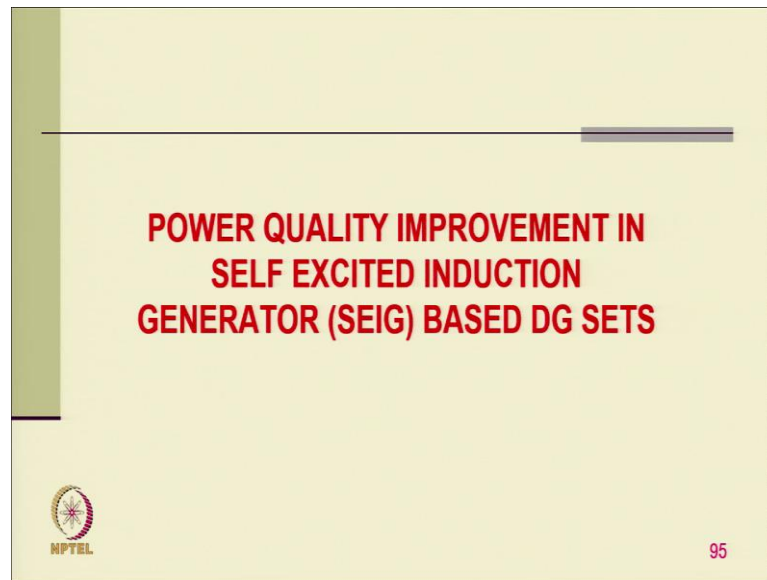 POWER QUALITY IMPROVEMENT IN
SELF EXCITED INDUCTION
GENERATOR (SEIG) BASED DG SETS
NPTEL
95